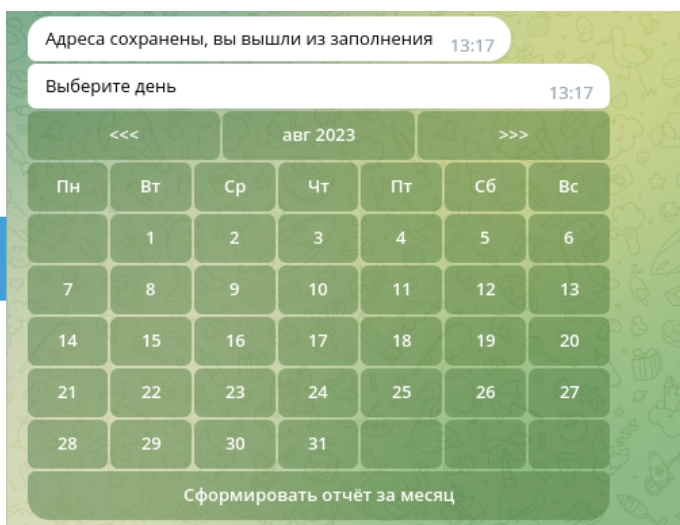 Адреса сохранены, вы вышли из заполнения 13:17
Выберите день 13:17
<<< авг 2023 >>>
Пн Вт Ср Чт Пт Сб Вс
1 2 3 4 5 6
7 8 9 10 11 12 13
14 15 16 17 18 19 20
21 22 23 24 25 26 27
28 29 30 31
Сформировать отчёт за месяц